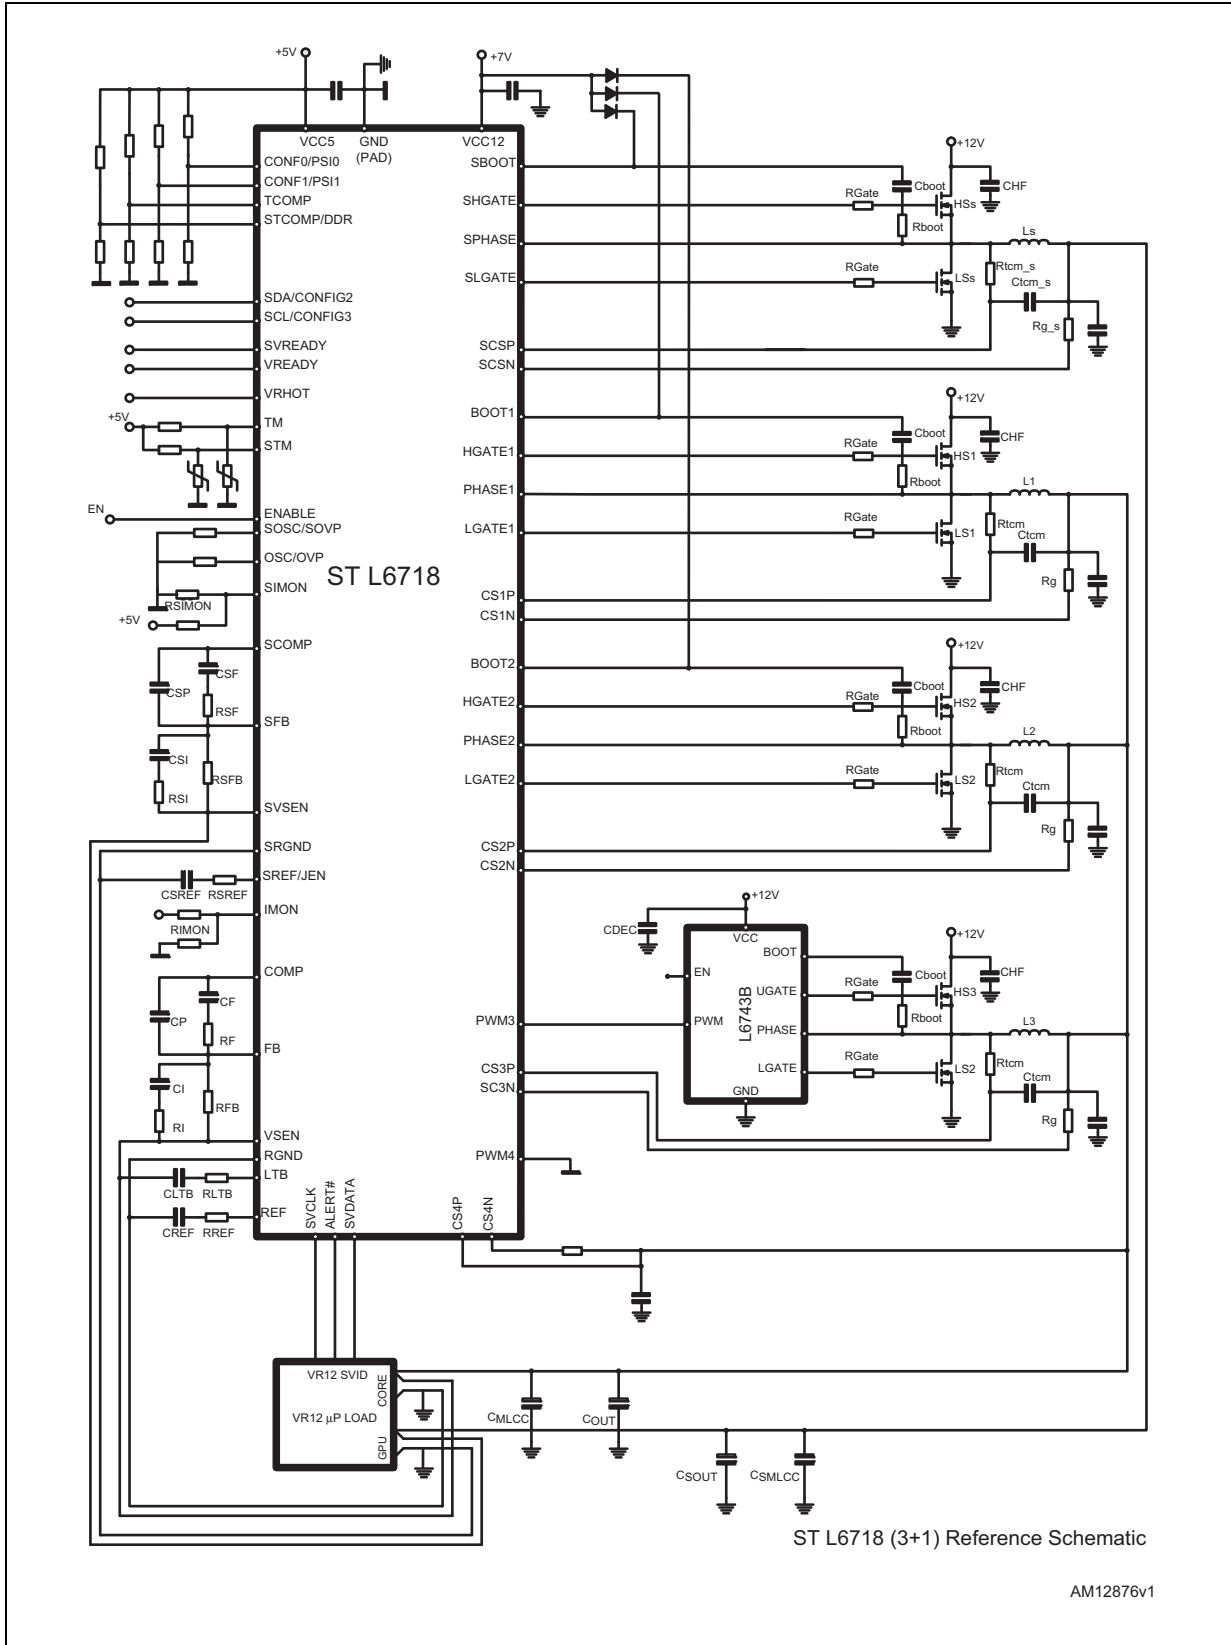 +5V
+7V
VCC5
GND
(PAD)
VCC12
CONF0/PSI0
CONF1/PSI1
TCOMP
STCOMP/DDR
SDA/CONFIG2
SCL/CONFIG3
SVREADY
VREADY
VRHOT
+5V
TM
STM
EN
ENABLE
SOSC/SOVP
OSC/OVP
SIMON
RSIMON
+5V
SCOMP
CSF
CSP
RSF
SFB
CSI
RSFB
RSI
SVSEN
SRGND
SREF/JEN
CSREF
RSREF
IMON
RIMON
COMP
CF
CP
RF
FB
CI
RFB
RI
VSEN
RGND
LTB
CLTB
RLTB
REF
CREF
RREF
ST L6718
SBOOT
SHGATE
SPHASE
SLGATE
SCSP
SCSN
BOOT1
HGATE1
PHASE1
LGATE1
CS1P
CS1N
BOOT2
HGATE2
PHASE2
LGATE2
CS2P
CS2N
PWM3
CS3P
SC3N
PWM4
SVCLK
ALERT#
SVDATA
CS4P
CS4N
+12V
RGate
Cboot
CHF
HSs
Rboot
Ls
RGate
LSs
Rtcm_s
Ctcm_s
Rg_s
+12V
RGate
Cboot
CHF
HS1
Rboot
L1
RGate
LS1
Rtcm
Ctcm
Rg
+12V
RGate
Cboot
CHF
HS2
Rboot
L2
RGate
LS2
Rtcm
Ctcm
Rg
+12V
CDEC
VCC
BOOT
EN
UGATE
L6743B
PWM
PHASE
LGATE
GND
+12V
RGate
Cboot
CHF
HS3
Rboot
L3
RGate
LS2
Rtcm
Ctcm
Rg
VR12 SVID
CORE
VR12 µP LOAD
GPU
CMLCC
COUT
CSOUT
CSMLCC
ST L6718 (3+1) Reference Schematic
AM12876v1